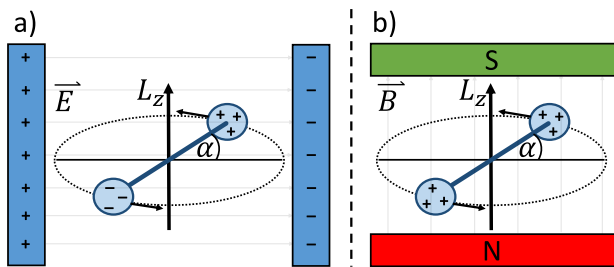 a)
+ + + + + + +
− − − − − − −
E
L_z
α
+ + +
− − −
b)
S
B
L_z
α
+ + +
+ + +
N